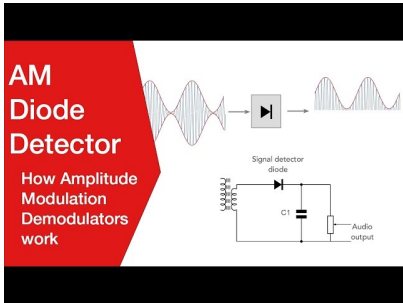 AM
Diode
Detector
How Amplitude
Modulation
Demodulators
work
Signal detector
diode
C1
Audio
output